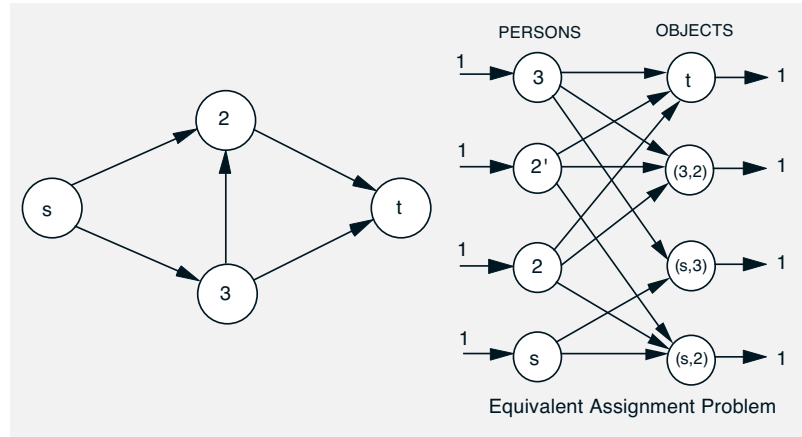 PERSONS OBJECTS
1 3 t 1
2
1 2' (3,2) 1
s t
1 2 (s,3) 1
3
1 s (s,2) 1
Equivalent Assignment Problem